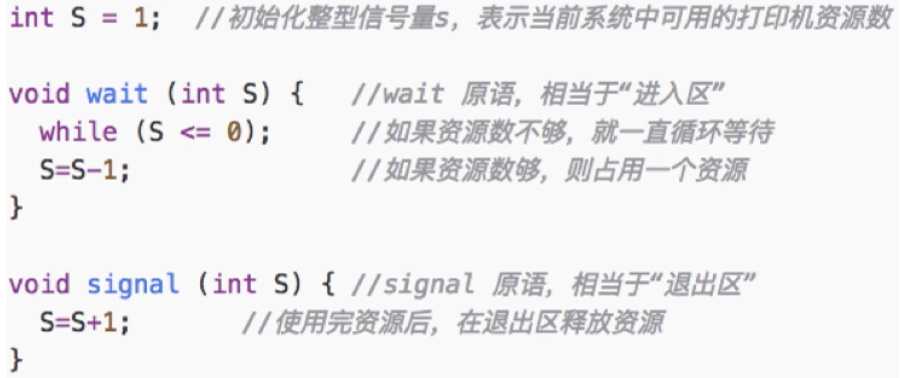 int S = 1;  //初始化整型信号量s，表示当前系统中可用的打印机资源数
void wait (int S) {   //wait 原语，相当于“进入区”
  while (S <= 0);     //如果资源数不够，就一直循环等待
  S=S-1;              //如果资源数够，则占用一个资源
}
void signal (int S) { //signal 原语，相当于“退出区”
  S=S+1;       //使用完资源后，在退出区释放资源
}